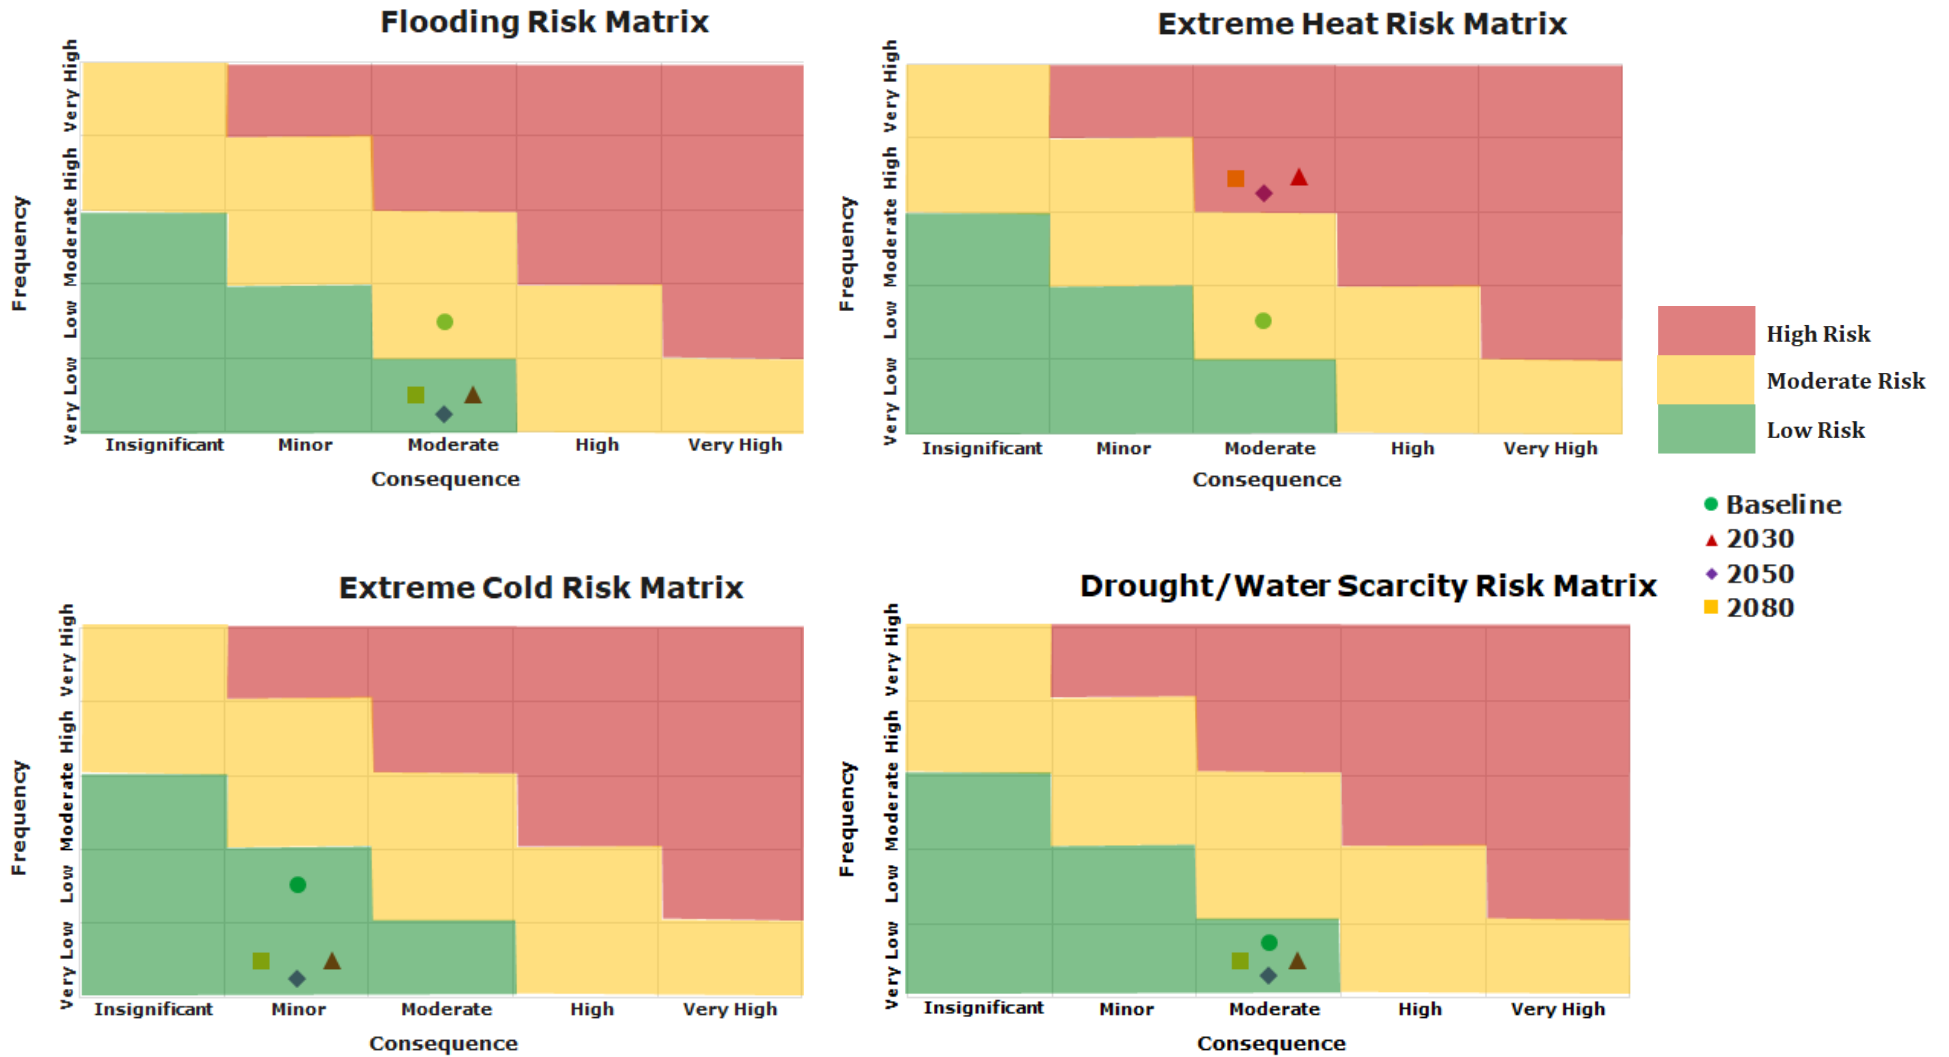 Flooding Risk Matrix
Frequency
Very High
High
Moderate
Low
Very Low
Insignificant
Minor
Moderate
High
Very High
Consequence
Extreme Heat Risk Matrix
Frequency
Very High
High
Moderate
Low
Very Low
Insignificant
Minor
Moderate
High
Very High
Consequence
High Risk
Moderate Risk
Low Risk
Baseline
2030
2050
2080
Extreme Cold Risk Matrix
Frequency
Very High
High
Moderate
Low
Very Low
Insignificant
Minor
Moderate
High
Very High
Consequence
Drought/Water Scarcity Risk Matrix
Frequency
Very High
High
Moderate
Low
Very Low
Insignificant
Minor
Moderate
High
Very High
Consequence